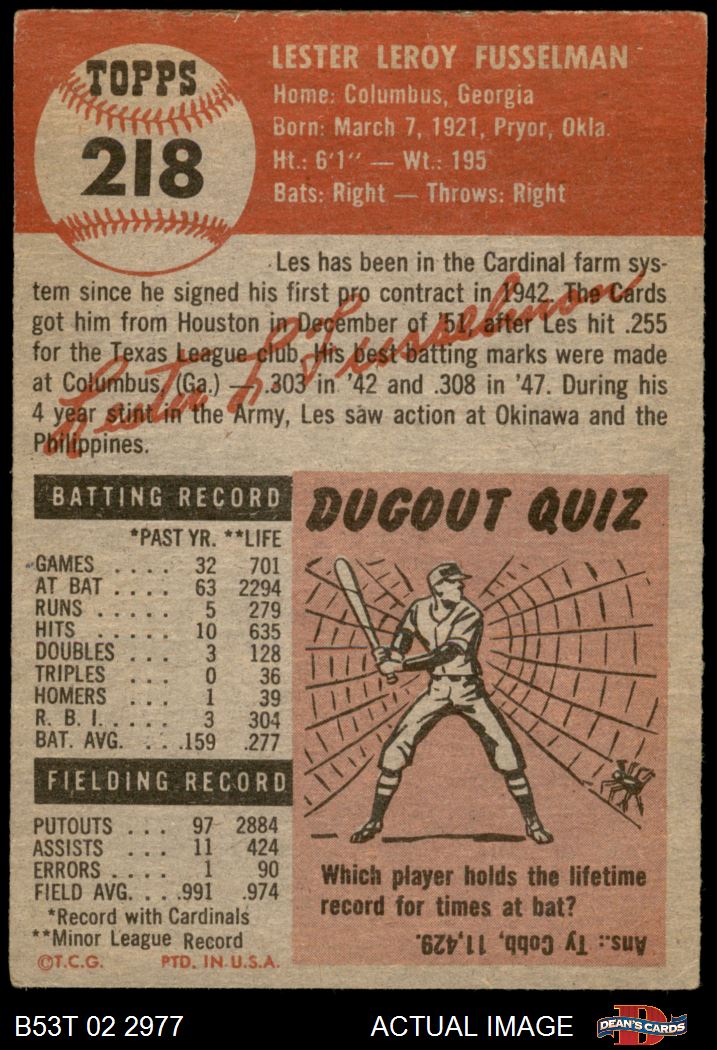 TOPPS
218
LESTER LEROY FUSSELMAN
Home: Columbus, Georgia
Born: March 7, 1921, Pryor, Okla.
Ht.: 6'1" — Wt.: 195
Bats: Right — Throws: Right
Les has been in the Cardinal farm sys-
tem since he signed his first pro contract in 1942. The Cards
got him from Houston in December of '51, after Les hit .255
for the Texas League club. His best batting marks were made
at Columbus, (Ga.) — .303 in '42 and .308 in '47. During his
4 year stint in the Army, Les saw action at Okinawa and the
Philippines.
Lester L Fusselman
BATTING RECORD
*PAST YR. **LIFE
GAMES .... 32 701
AT BAT .... 63 2294
RUNS ..... 5 279
HITS ..... 10 635
DOUBLES ... 3 128
TRIPLES ... 0 36
HOMERS ... 1 39
R. B. I. .... 3 304
BAT. AVG. . . .159 .277
FIELDING RECORD
PUTOUTS ... 97 2884
ASSISTS ... 11 424
ERRORS .... 1 90
FIELD AVG. . . .991 .974
*Record with Cardinals
**Minor League Record
©T.C.G. PTD. IN U.S.A.
DUGOUT QUIZ
Which player holds the lifetime
record for times at bat?
Ans.: Ty Cobb, 11,429.
B53T 02 2977
ACTUAL IMAGE
D
DEAN'S CARDS